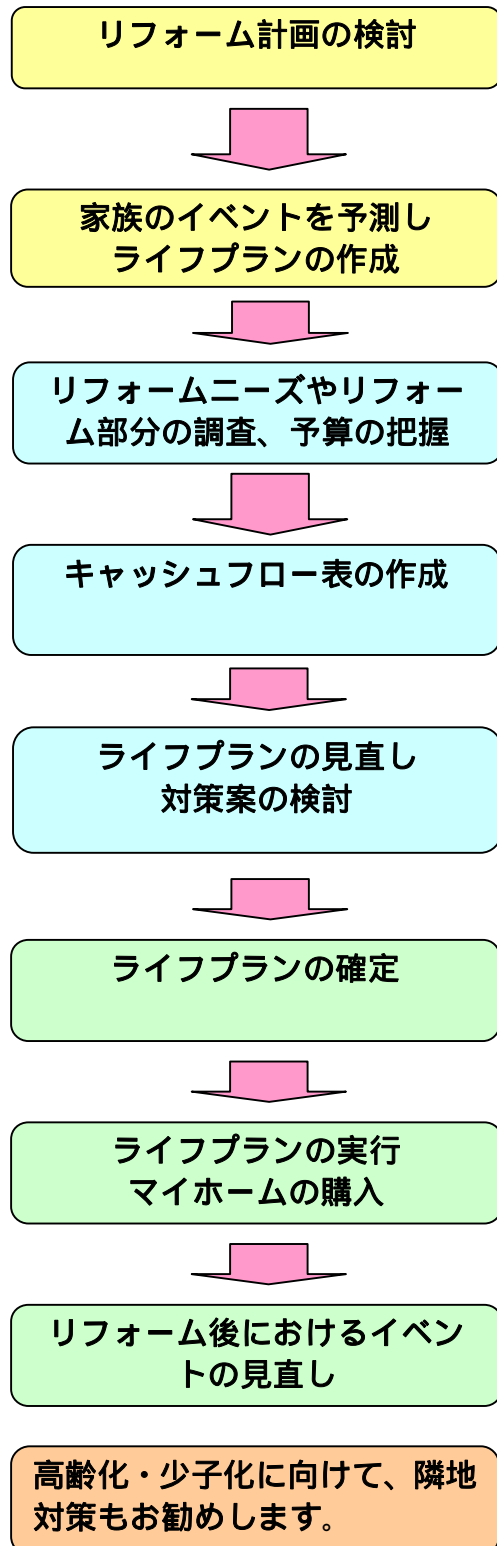 リフォーム計画の検討
家族のイベントを予測し
ライフプランの作成
リフォームニーズやリフォー
ム部分の調査、予算の把握
キャッシュフロー表の作成
ライフプランの見直し
対策案の検討
ライフプランの確定
ライフプランの実行
マイホームの購入
リフォーム後におけるイベン
トの見直し
高齢化・少子化に向けて、隣地
対策もお勧めします。